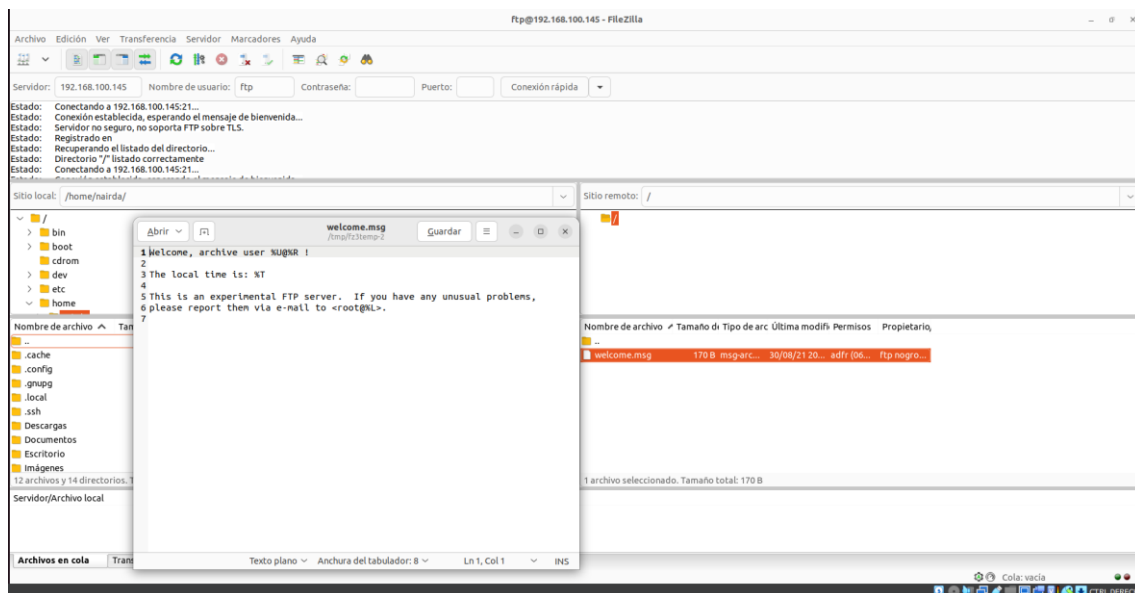 ftp@192.168.100.145 - FileZilla
Archivo Edición Ver Transferencia Servidor Marcadores Ayuda
Servidor: 192.168.100.145 Nombre de usuario: ftp Contraseña: Puerto: Conexión rápida
Estado: Conectando a 192.168.100.145:21...
Estado: Conexión establecida, esperando el mensaje de bienvenida...
Estado: Servidor no seguro, no soporta FTP sobre TLS.
Estado: Registrado en
Estado: Recuperando el listado del directorio...
Estado: Directorio "/" listado correctamente
Estado: Conectando a 192.168.100.145:21...
Sitio local: /home/nairda/
Sitio remoto: /
/
bin
boot
cdrom
dev
etc
home
/
Abrir welcome.msg Guardar
/tmp/fz3temp-2
1 Welcome, archive user %U@%R !
2
3 The local time is: %T
4
5 This is an experimental FTP server. If you have any unusual problems,
6 please report them via e-mail to <root@%L>.
7
Texto plano Anchura del tabulador: 8 Ln 1, Col 1 INS
Nombre de archivo Tan
..
.cache
.config
.gnupg
.local
.ssh
Descargas
Documentos
Escritorio
Imágenes
12 archivos y 14 directorios. T
Nombre de archivo Tamaño d Tipo de arc Última modifi Permisos Propietario,
..
welcome.msg 170 B msg-arc... 30/08/21 20... adfr (06... ftp nogro...
1 archivo seleccionado. Tamaño total: 170 B
Servidor/Archivo local
Archivos en cola Trans
Cola: vacía
CTRL DERECH